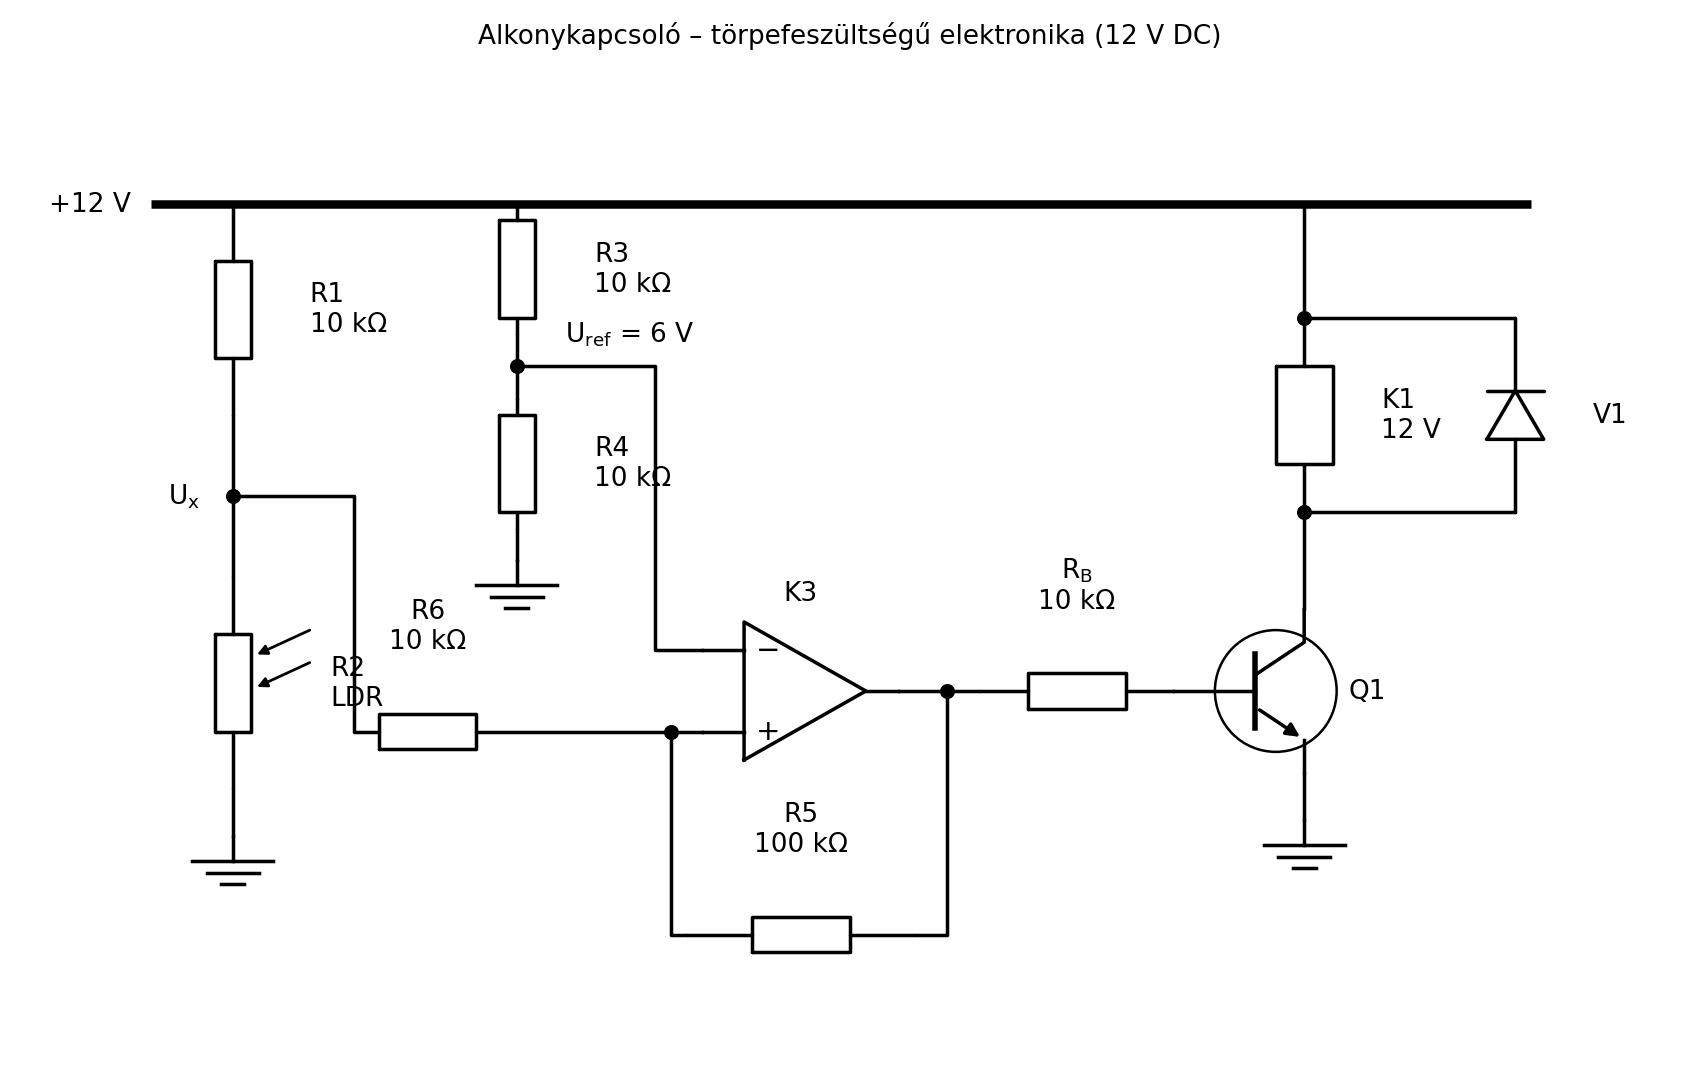 Alkonykapcsoló – törpefeszültségű elektronika (12 V DC)
+12 V
R1
10 kΩ
R3
10 kΩ
Uref = 6 V
R4
10 kΩ
K1
12 V
V1
Ux
R6
10 kΩ
R2
LDR
K3
−
+
RB
10 kΩ
Q1
R5
100 kΩ